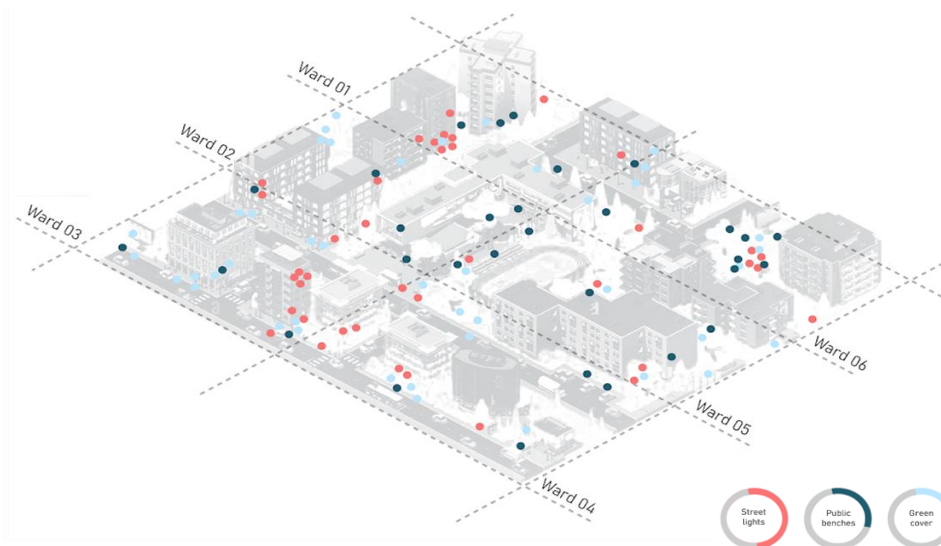 Ward 01
Ward 02
Ward 03
Ward 06
Ward 05
Ward 04
Street
lights
Public
benches
Green
cover